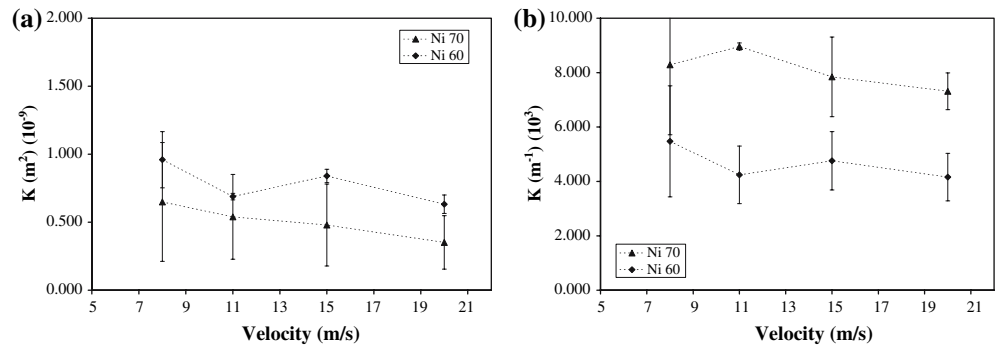 (a)
2.000
1.500
1.000
0.500
0.000
K (m²) (10⁻⁹)
Ni 70
Ni 60
5 7 9 11 13 15 17 19 21
Velocity (m/s)
(b)
10.000
8.000
6.000
4.000
2.000
0.000
K (m⁻¹) (10³)
Ni 70
Ni 60
5 7 9 11 13 15 17 19 21
Velocity (m/s)